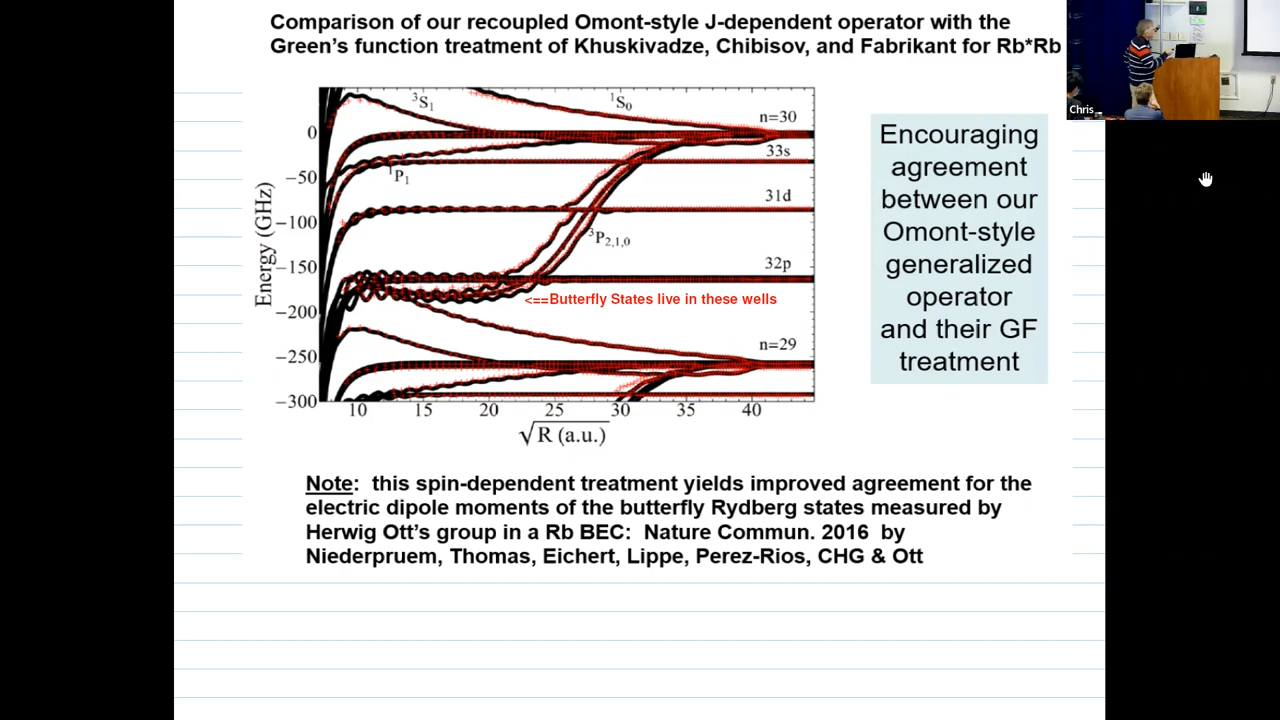 Comparison of our recoupled Omont-style J-dependent operator with the
Green's function treatment of Khuskivadze, Chibisov, and Fabrikant for Rb*Rb
Chris
³S₁
¹S₀
n=30
33s
¹P₁
31d
³P₂,₁,₀
32p
<==Butterfly States live in these wells
n=29
0
−50
−100
−150
−200
−250
−300
Energy (GHz)
10 15 20 25 30 35 40
√R (a.u.)
Encouraging
agreement
between our
Omont-style
generalized
operator
and their GF
treatment
Note: this spin-dependent treatment yields improved agreement for the
electric dipole moments of the butterfly Rydberg states measured by
Herwig Ott's group in a Rb BEC: Nature Commun. 2016 by
Niederpruem, Thomas, Eichert, Lippe, Perez-Rios, CHG & Ott